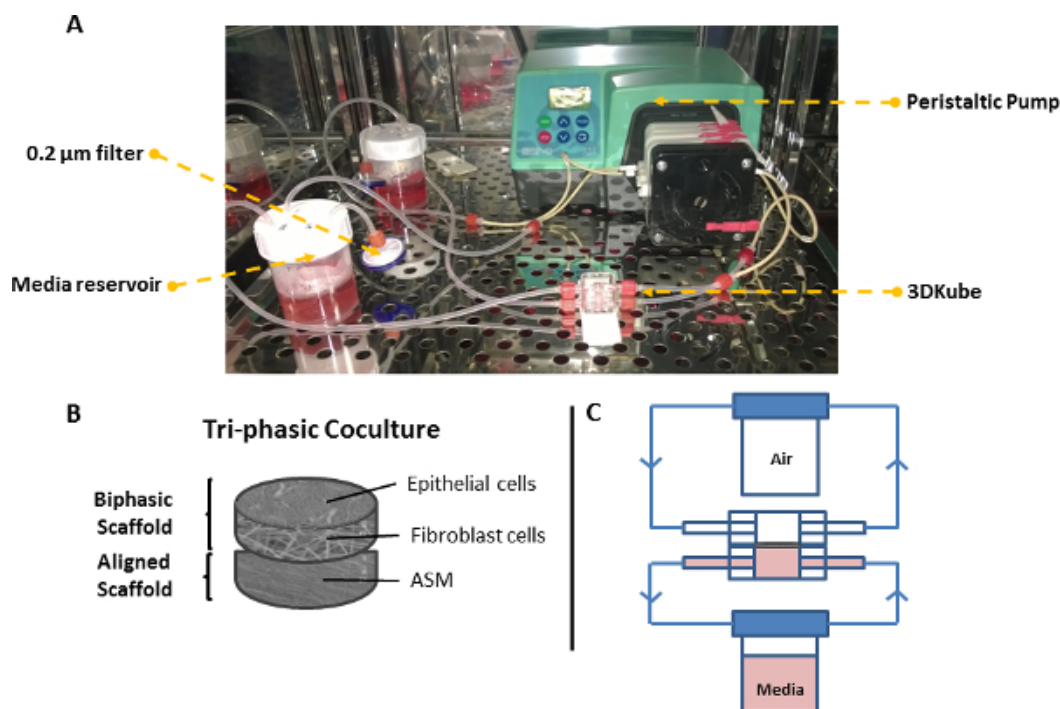 A
Peristaltic Pump
0.2 µm filter
Media reservoir
3DKube
B
Tri-phasic Coculture
Biphasic
Scaffold
Epithelial cells
Fibroblast cells
Aligned
Scaffold
ASM
C
Air
Media